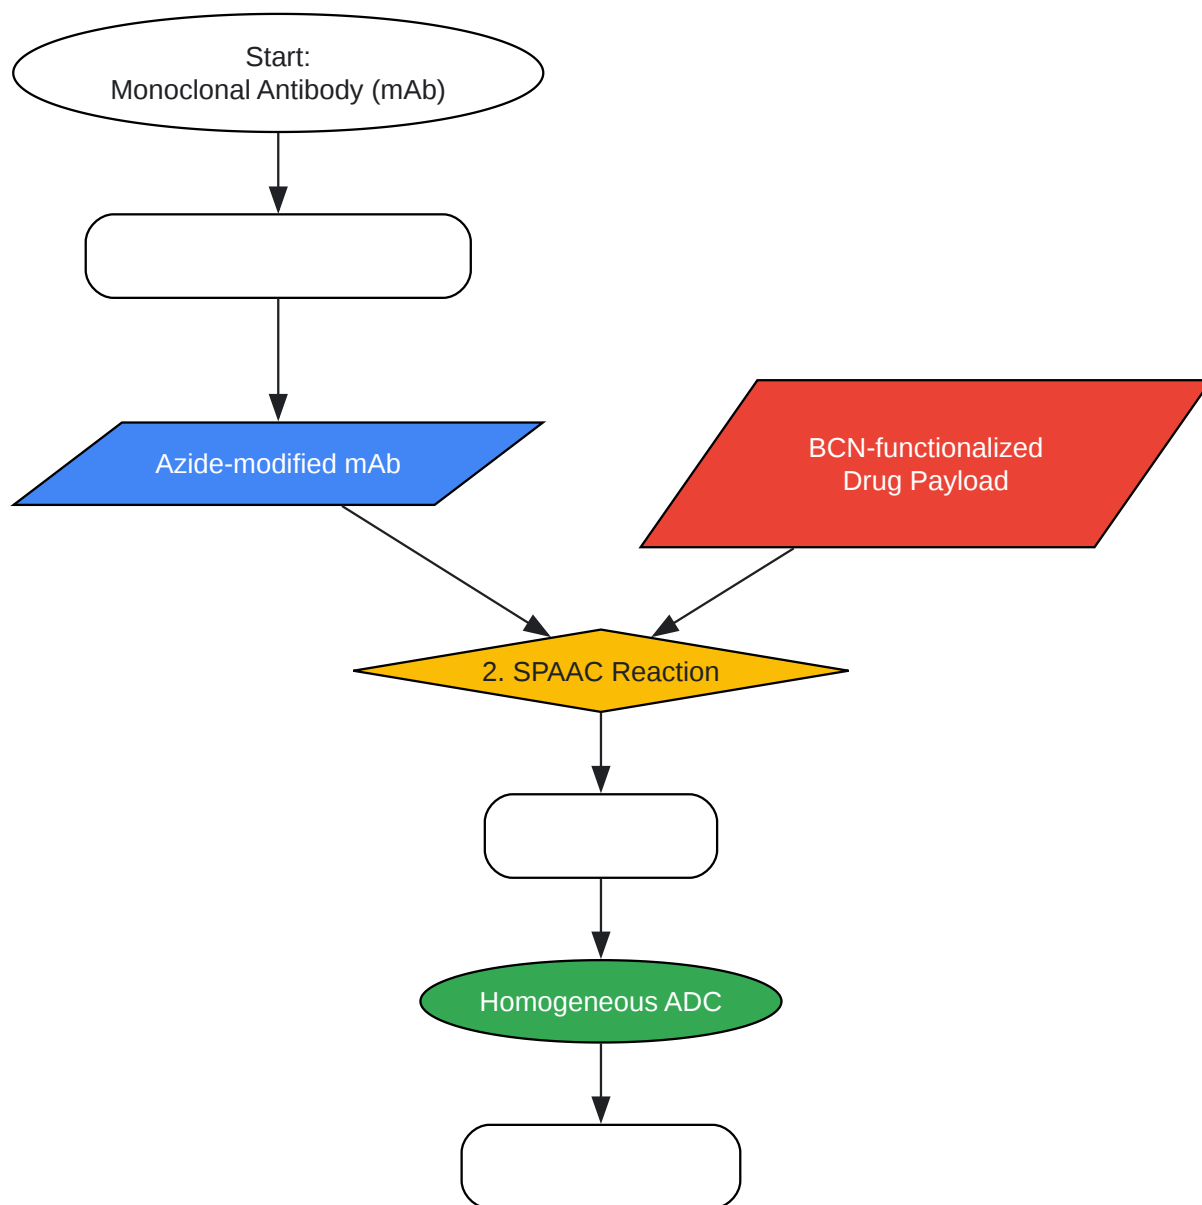 Start:
Monoclonal Antibody (mAb)
Azide-modified mAb
BCN-functionalized
Drug Payload
2. SPAAC Reaction
Homogeneous ADC